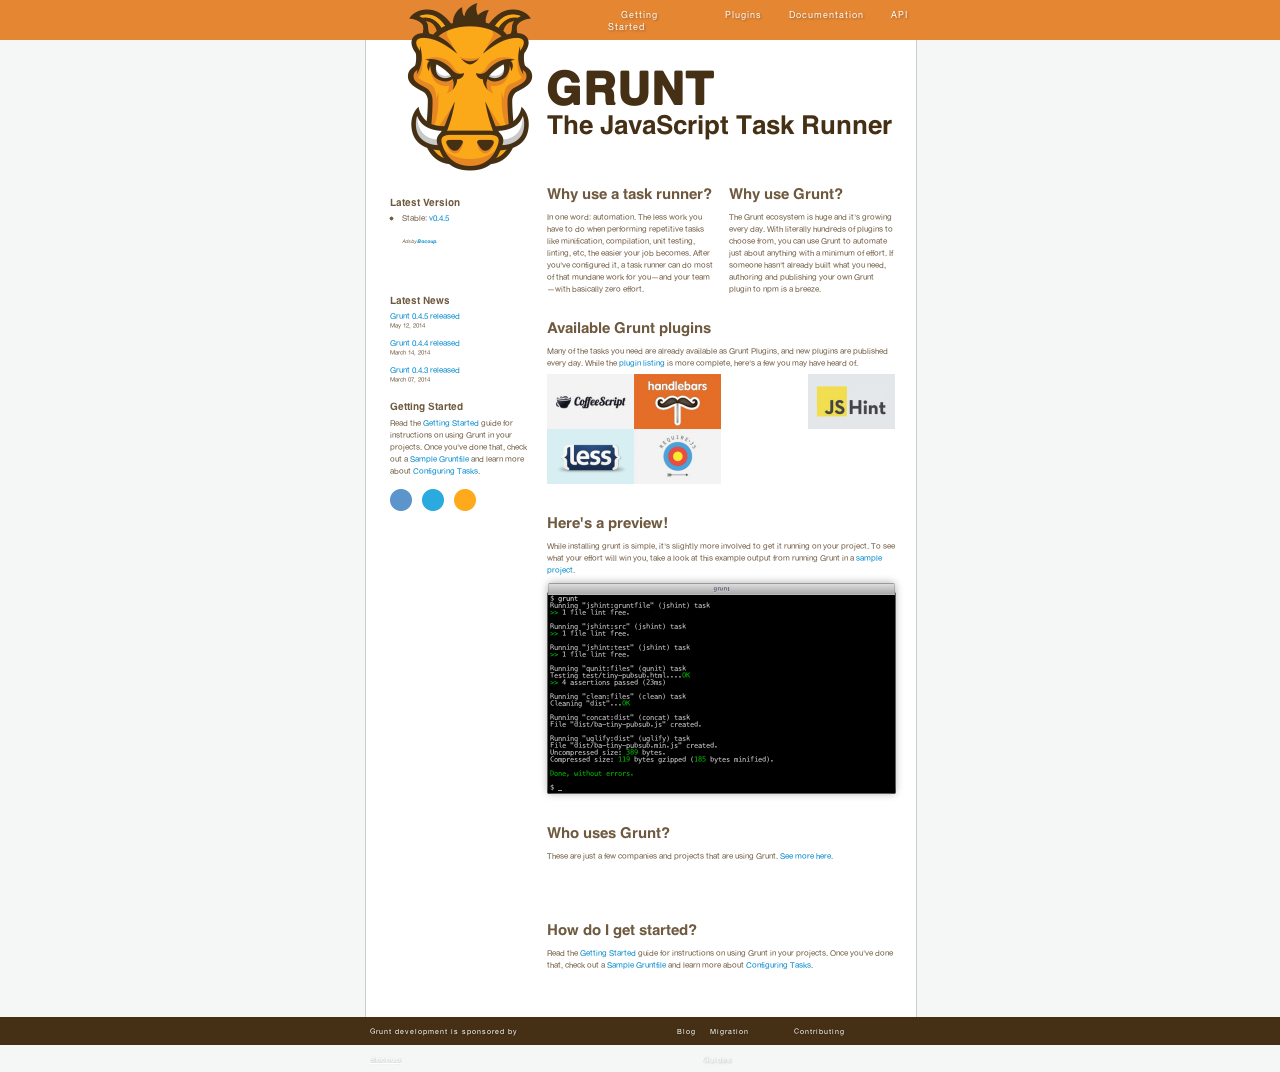 Getting Started
Plugins
Documentation
API
GRUNT
The JavaScript Task Runner
Latest Version
Stable: v0.4.5
Ads by Bocoup.
Latest News
Grunt 0.4.5 released
May 12, 2014
Grunt 0.4.4 released
March 14, 2014
Grunt 0.4.3 released
March 07, 2014
Getting Started
Read the Getting Started guide for
instructions on using Grunt in your
projects. Once you've done that, check
out a Sample Gruntfile and learn more
about Configuring Tasks.
Why use a task runner?
In one word: automation. The less work you
have to do when performing repetitive tasks
like minification, compilation, unit testing,
linting, etc, the easier your job becomes. After
you've configured it, a task runner can do most
of that mundane work for you—and your team
—with basically zero effort.
Why use Grunt?
The Grunt ecosystem is huge and it's growing
every day. With literally hundreds of plugins to
choose from, you can use Grunt to automate
just about anything with a minimum of effort. If
someone hasn't already built what you need,
authoring and publishing your own Grunt
plugin to npm is a breeze.
Available Grunt plugins
Many of the tasks you need are already available as Grunt Plugins, and new plugins are published
every day. While the plugin listing is more complete, here's a few you may have heard of.
CoffeeScript
handlebars
JSHint
{less}
REQUIRE.JS
Here's a preview!
While installing grunt is simple, it's slightly more involved to get it running on your project. To see
what your effort will win you, take a look at this example output from running Grunt in a sample
project.
grunt
$ grunt
Running "jshint:gruntfile" (jshint) task
>> 1 file lint free.
Running "jshint:src" (jshint) task
>> 1 file lint free.
Running "jshint:test" (jshint) task
>> 1 file lint free.
Running "qunit:files" (qunit) task
Testing test/tiny-pubsub.html....OK
>> 4 assertions passed (23ms)
Running "clean:files" (clean) task
Cleaning "dist"...OK
Running "concat:dist" (concat) task
File "dist/ba-tiny-pubsub.js" created.
Running "uglify:dist" (uglify) task
File "dist/ba-tiny-pubsub.min.js" created.
Uncompressed size: 389 bytes.
Compressed size: 119 bytes gzipped (185 bytes minified).
Done, without errors.
$ _
Who uses Grunt?
These are just a few companies and projects that are using Grunt. See more here.
How do I get started?
Read the Getting Started guide for instructions on using Grunt in your projects. Once you've done
that, check out a Sample Gruntfile and learn more about Configuring Tasks.
Grunt development is sponsored by
Bocoup
Blog
Migration
Guides
Contributing